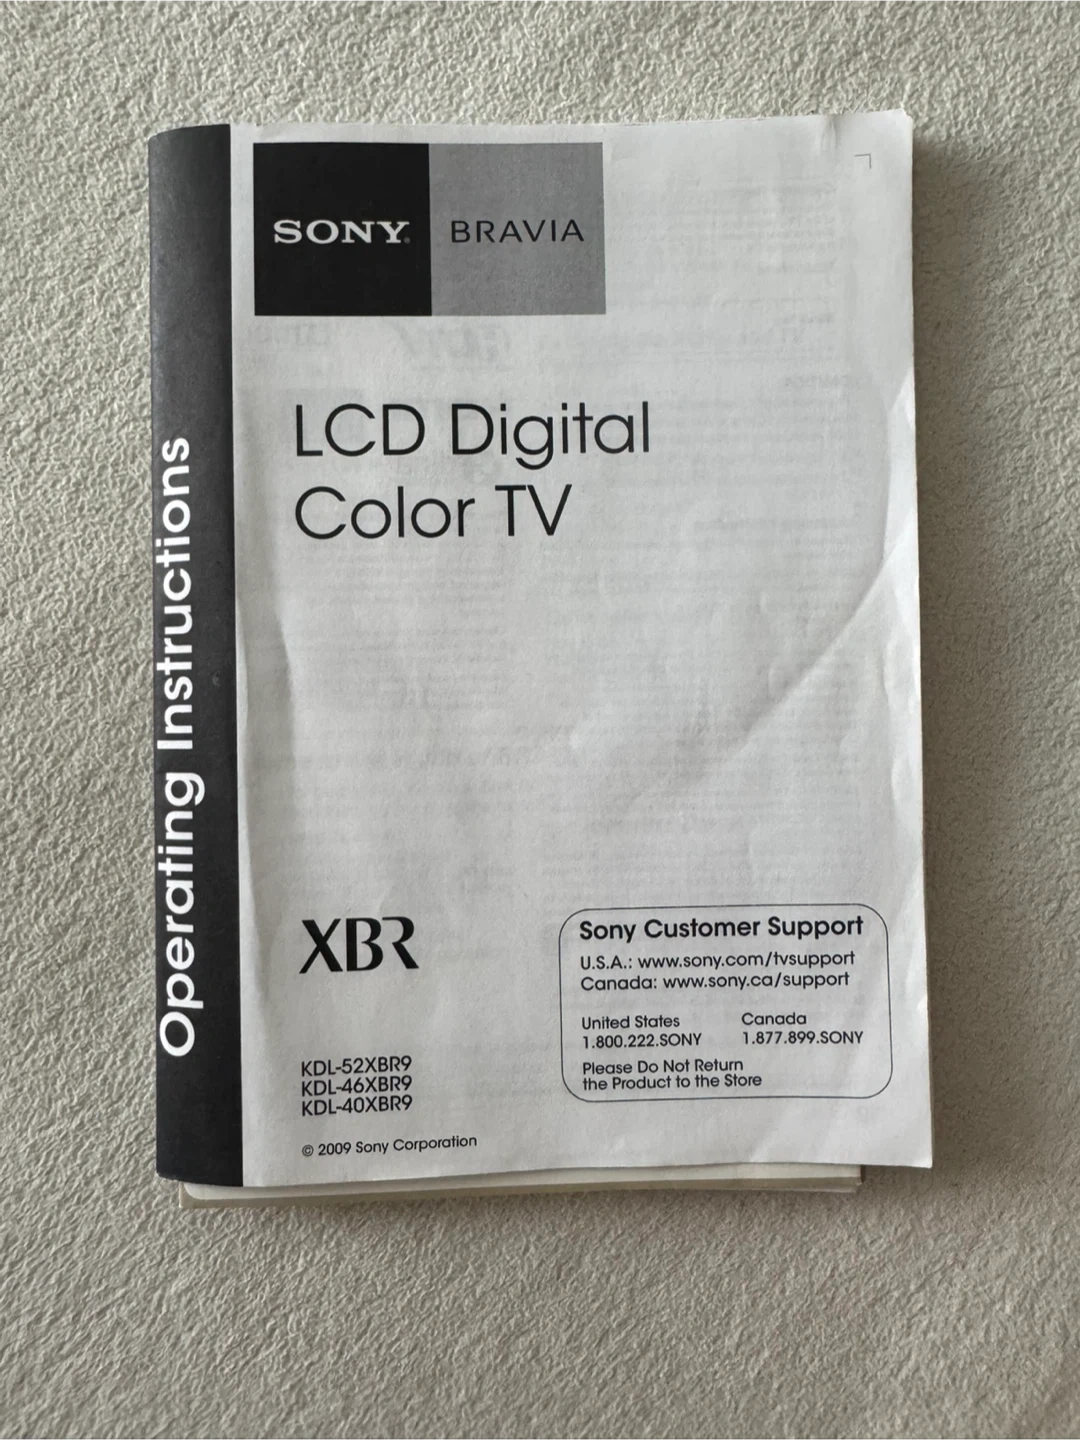 SONY
BRAVIA
LCD Digital
Color TV
Operating Instructions
XBR
KDL-52XBR9
KDL-46XBR9
KDL-40XBR9
© 2009 Sony Corporation
Sony Customer Support
U.S.A.: www.sony.com/tvsupport
Canada: www.sony.ca/support
United States
1.800.222.SONY
Canada
1.877.899.SONY
Please Do Not Return
the Product to the Store